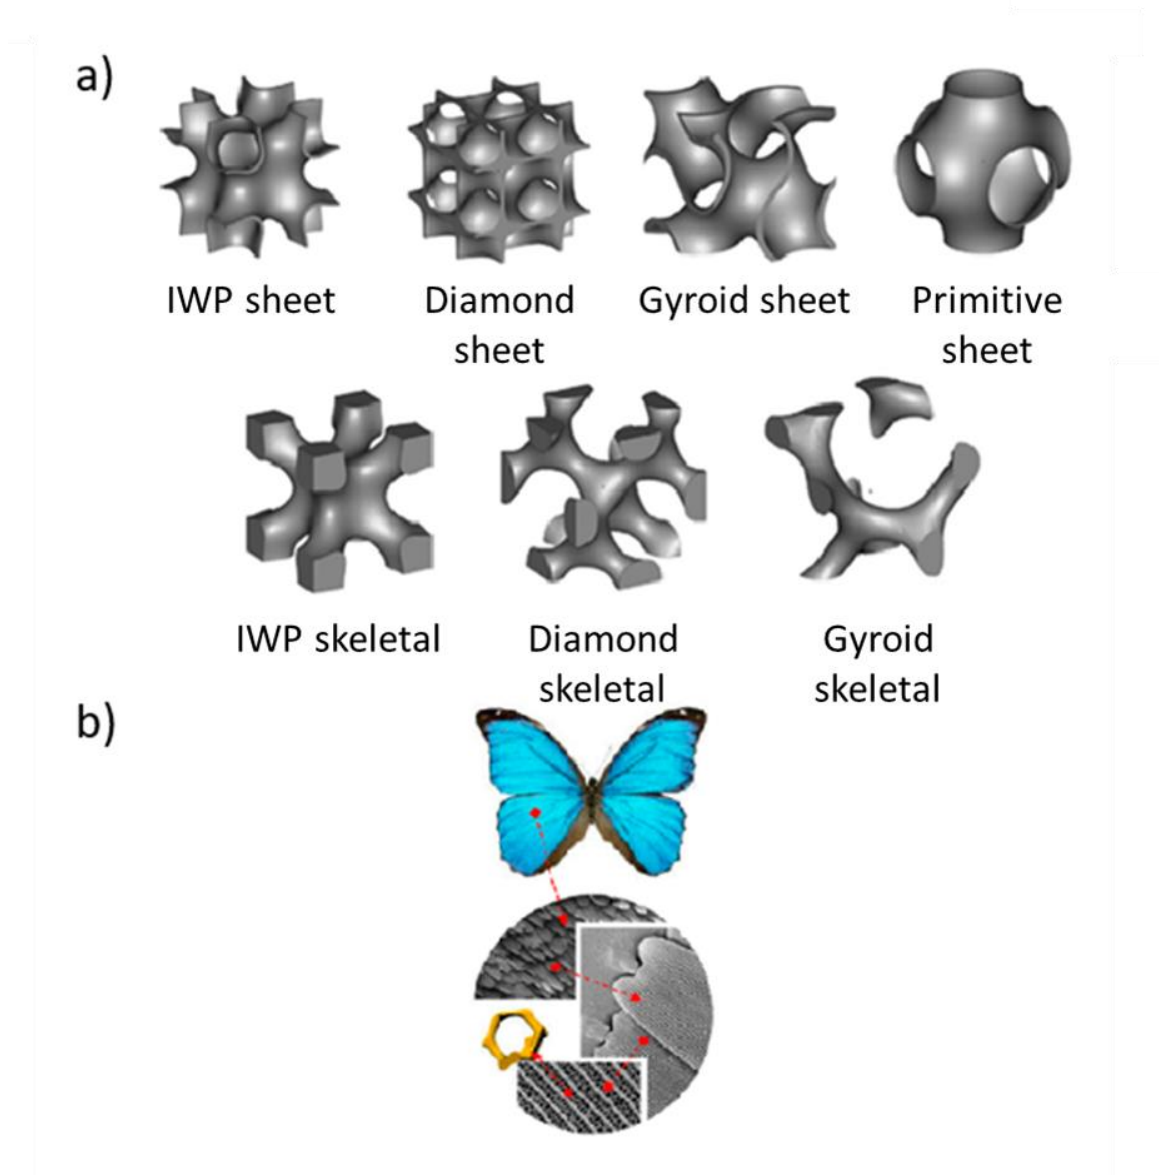 a)
IWP sheet
Diamond
sheet
Gyroid sheet
Primitive
sheet
IWP skeletal
Diamond
skeletal
Gyroid
skeletal
b)